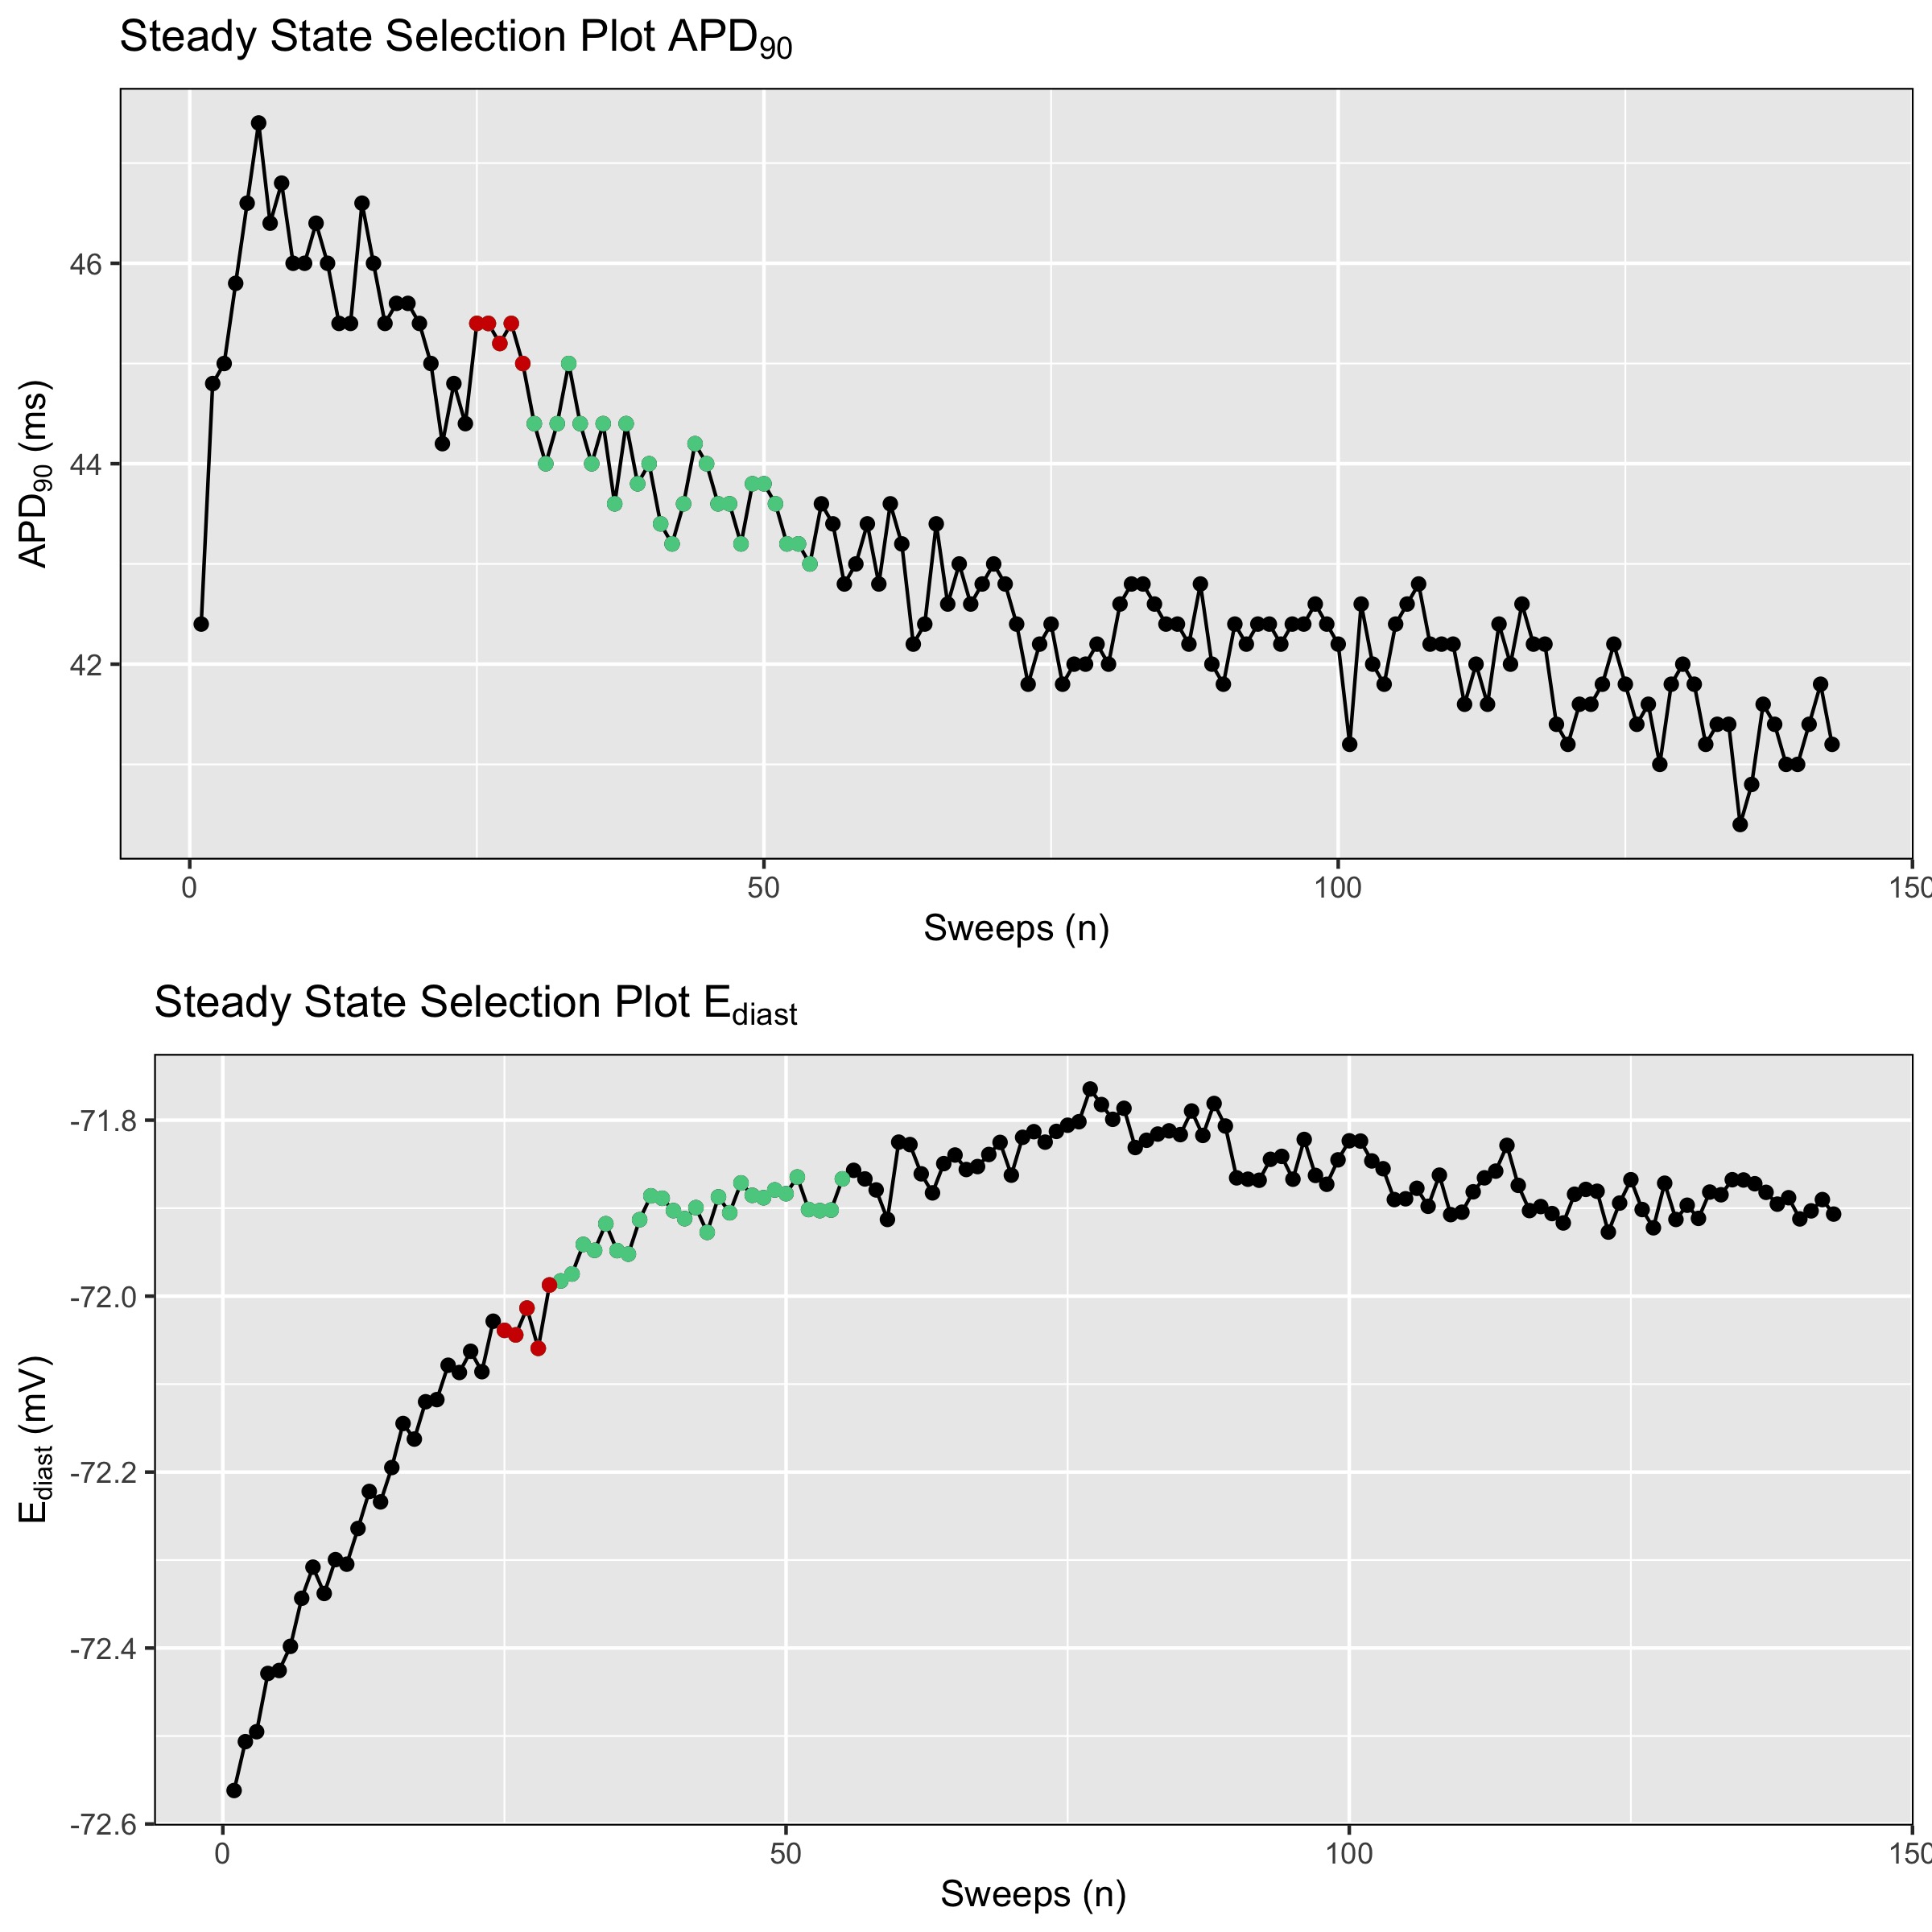 Steady State Selection Plot APD90
46
44
42
APD90 (ms)
0 50 100 150
Sweeps (n)
Steady State Selection Plot Ediast
-71.8
-72.0
-72.2
-72.4
-72.6
Ediast (mV)
0 50 100 150
Sweeps (n)